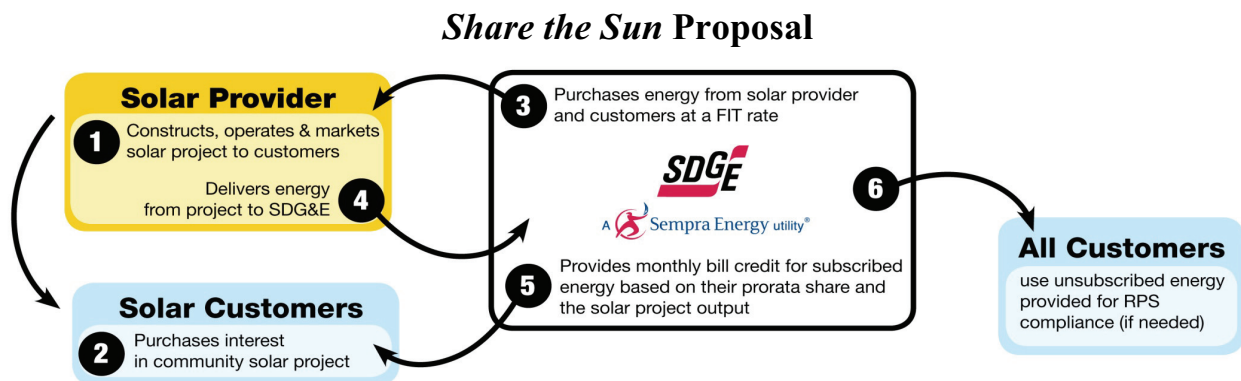 Share the Sun Proposal
Solar Provider
1
Constructs, operates & markets
solar project to customers
Delivers energy
from project to SDG&E
4
Solar Customers
2
Purchases interest
in community solar project
3
Purchases energy from solar provider
and customers at a FIT rate
SDGE
A Sempra Energy utility®
5
Provides monthly bill credit for subscribed
energy based on their prorata share and
the solar project output
6
All Customers
use unsubscribed energy
provided for RPS
compliance (if needed)